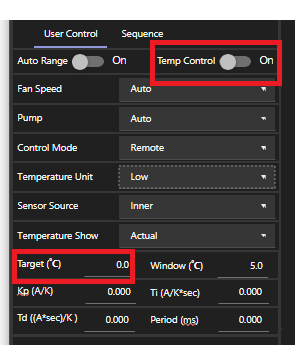 User Control Sequence
Auto Range On Temp Control On
Fan Speed Auto
Pump Auto
Control Mode Remote
Temperature Unit Low
Sensor Source Inner
Temperature Show Actual
Target (℃) 0.0 Window (℃) 5.0
Kp (A/K) 0.000 Ti (A/K*sec) 0.000
Td ((A*sec)/K ) 0.000 Period (ms) 0.000